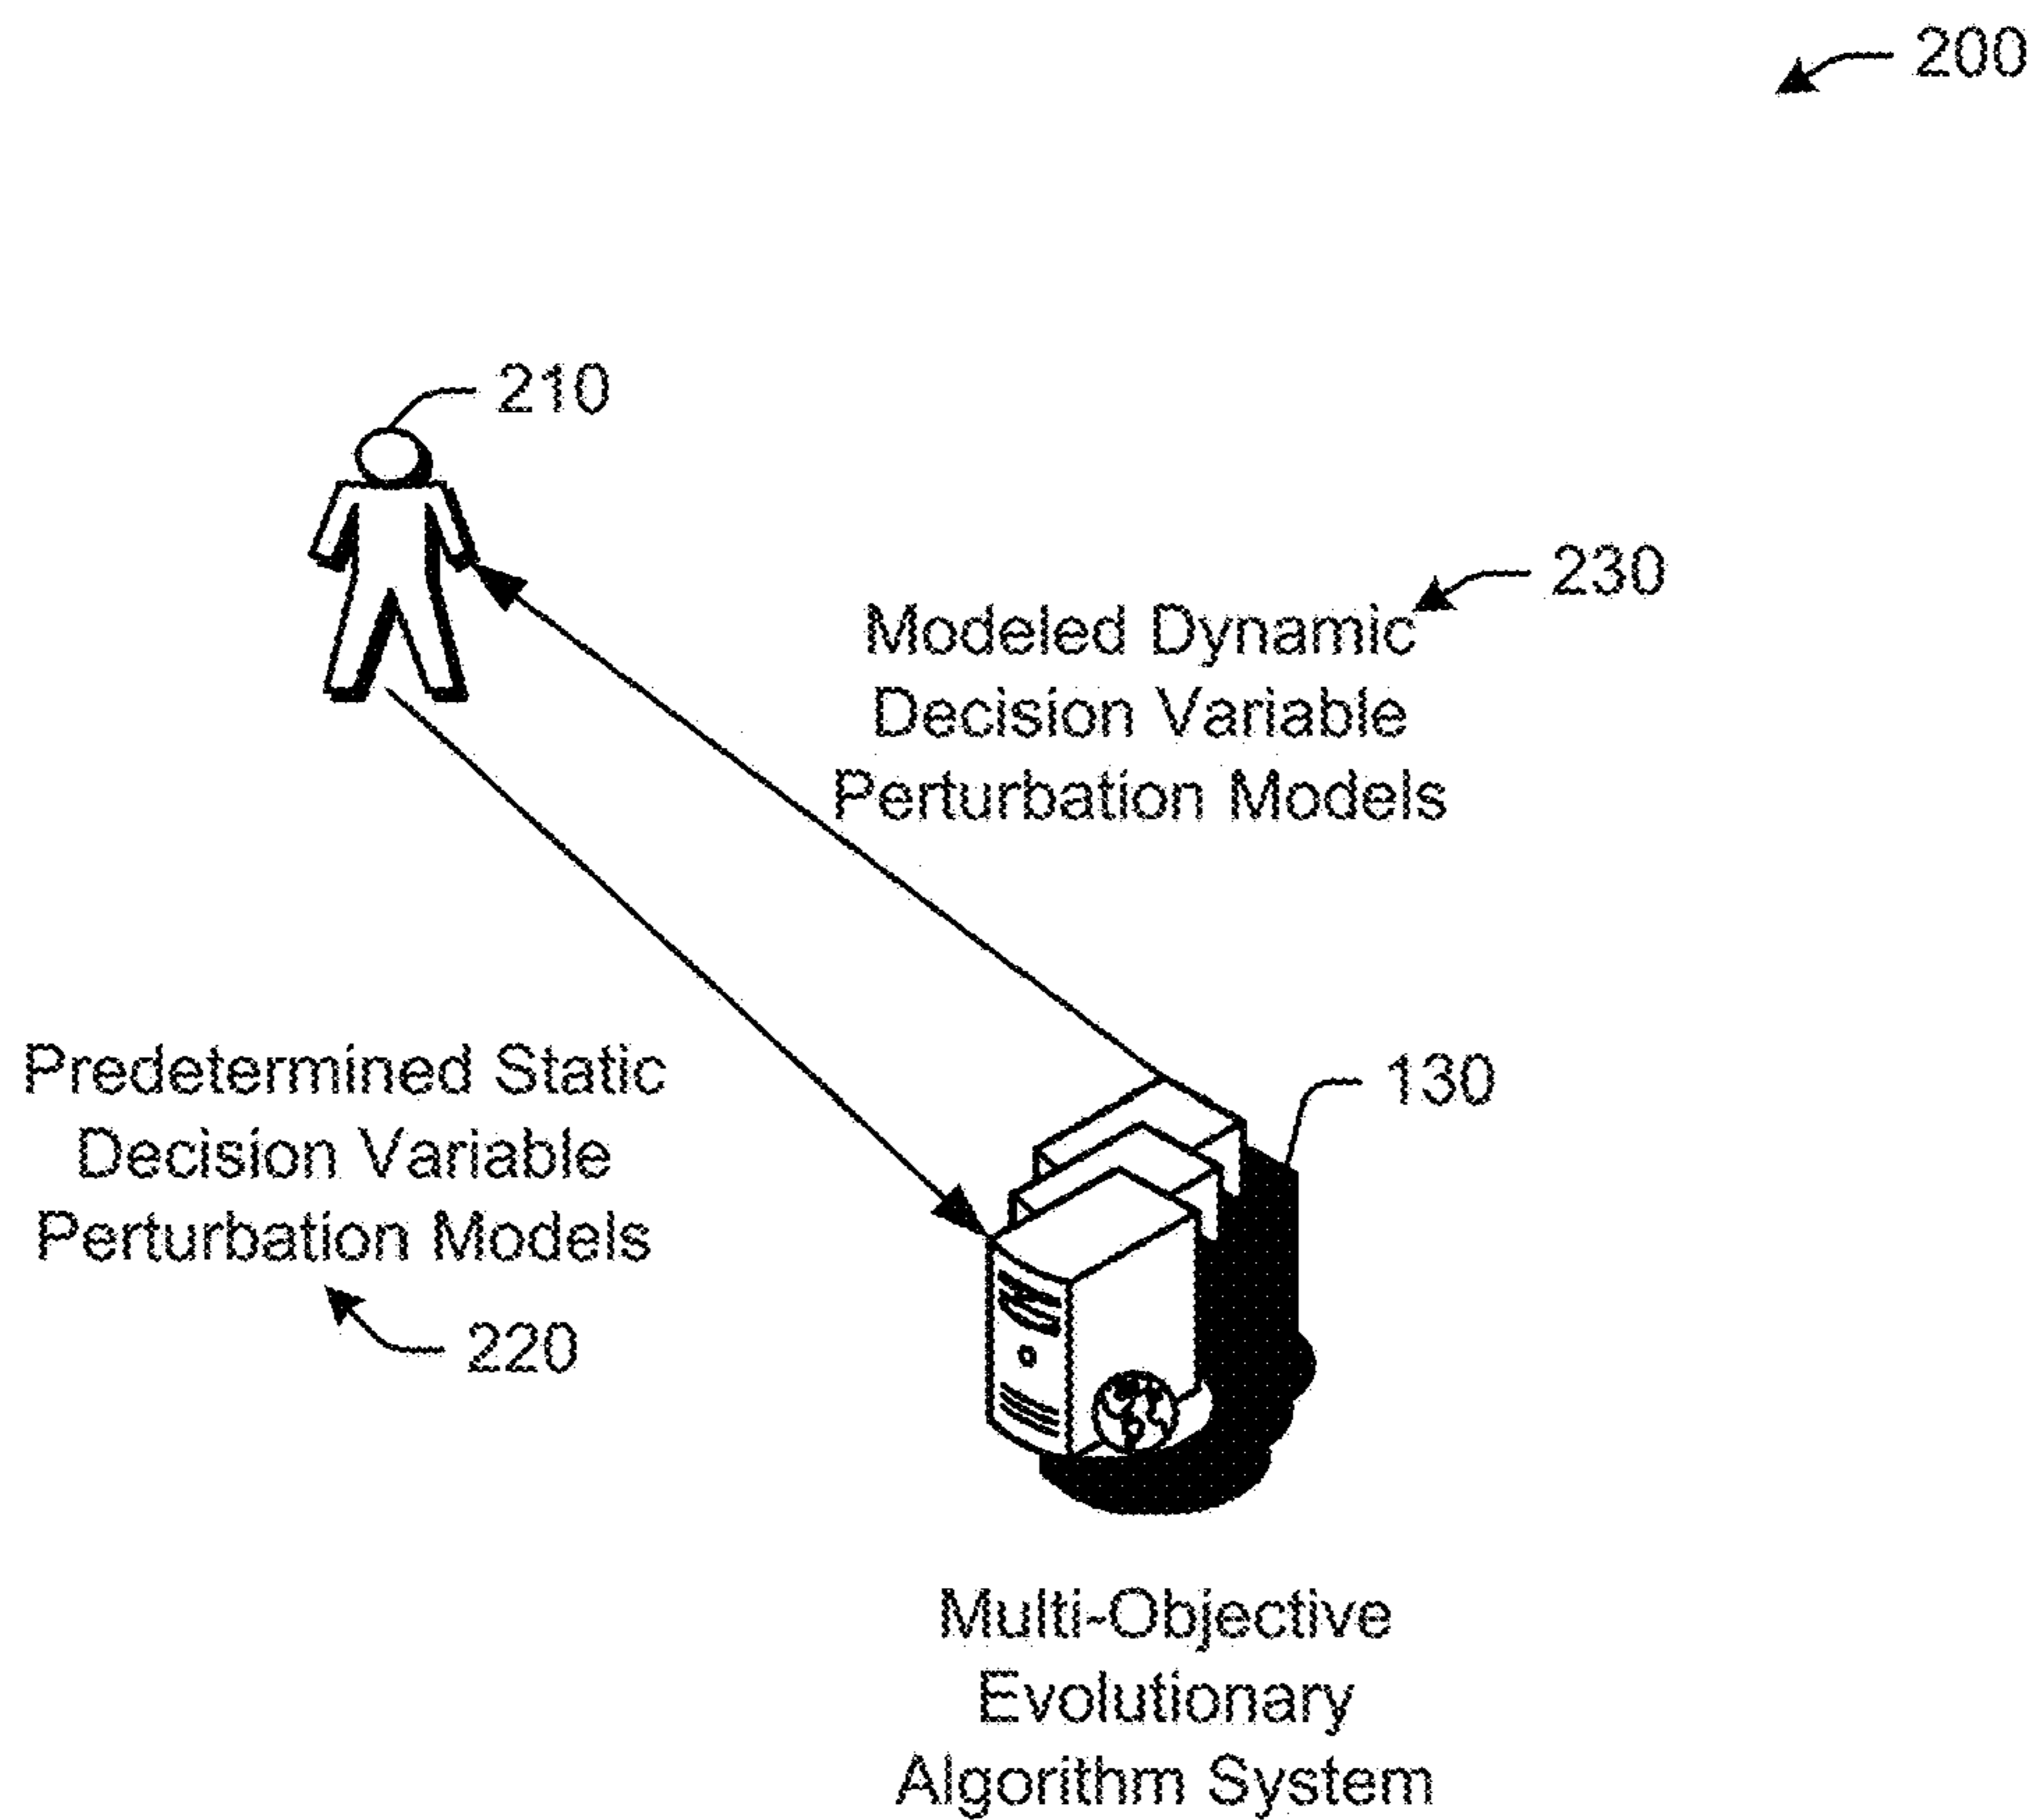 200
210
230
Modeled Dynamic
Decision Variable
Perturbation Models
Predetermined Static
Decision Variable
Perturbation Models
220
130
Multi-Objective
Evolutionary
Algorithm System